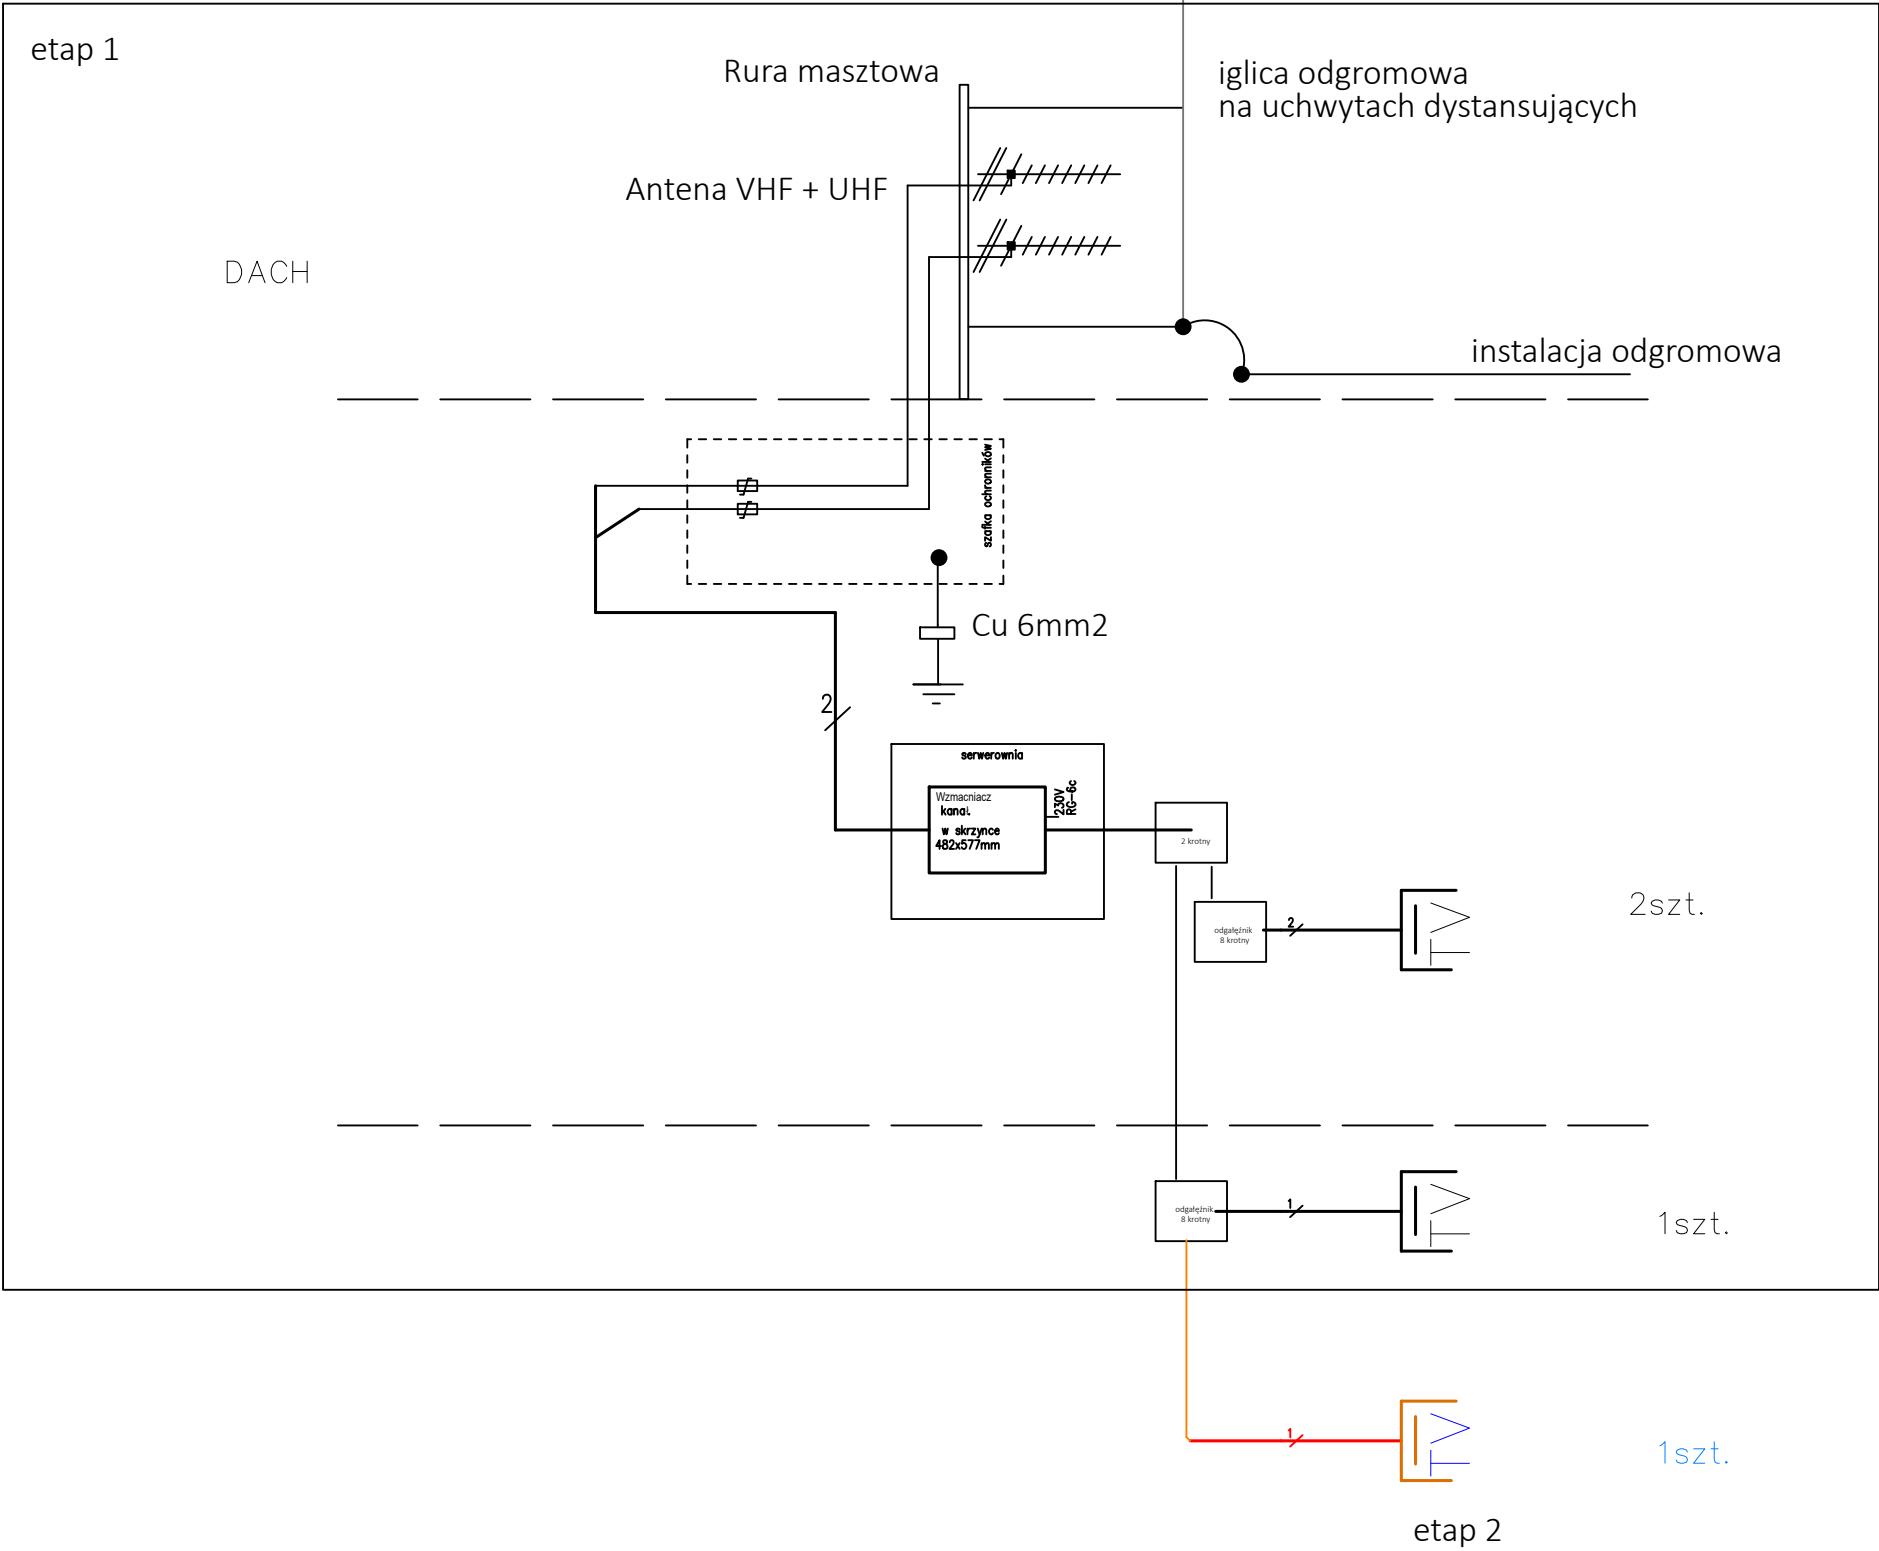 etap 1
Rura masztowa
iglica odgromowa
na uchwytach dystansujących
Antena VHF + UHF
DACH
instalacja odgromowa
szafka ochronników
Cu 6mm2
2
serwerownia
Wzmacniacz
kanał.
w skrzynce
482x577mm
230V
RG-6c
2 krotny
odgałęźnik
8 krotny
2
2szt.
odgałęźnik
8 krotny
1
1szt.
1
1szt.
etap 2